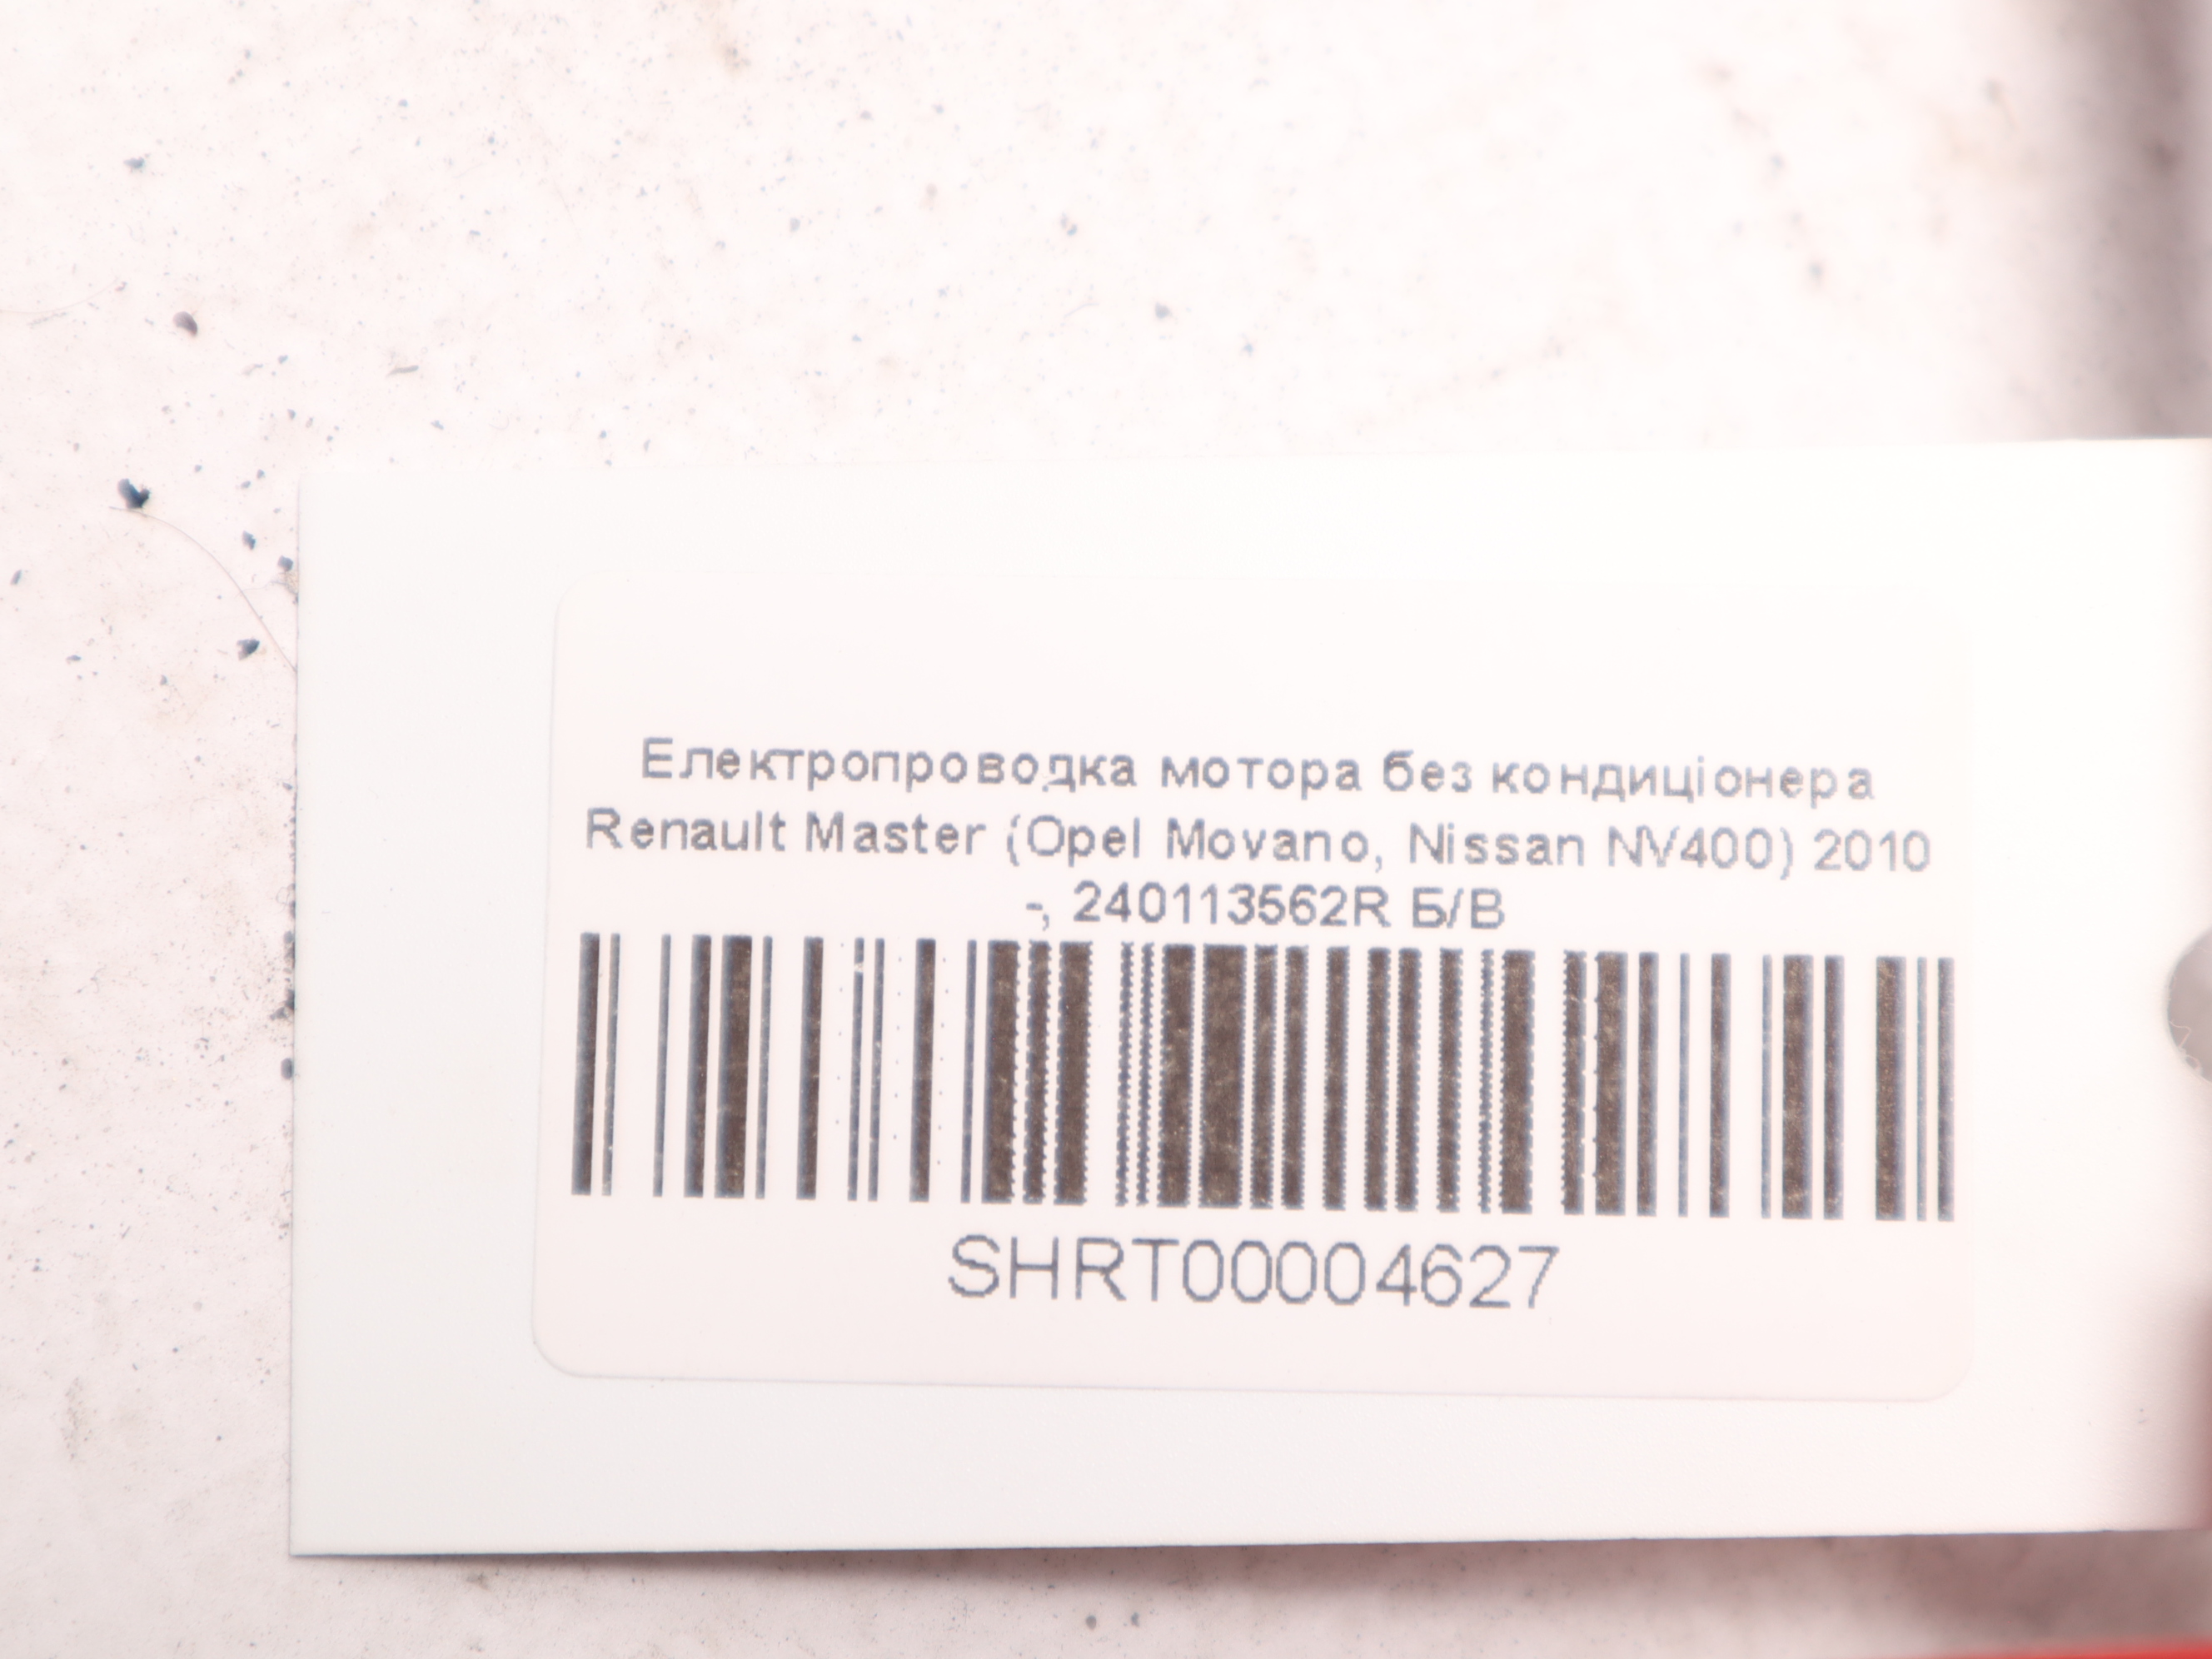 Електропроводка мотора без кондиціонера
Renault Master (Opel Movano, Nissan NV400) 2010
-, 240113562R Б/В
SHRT00004627